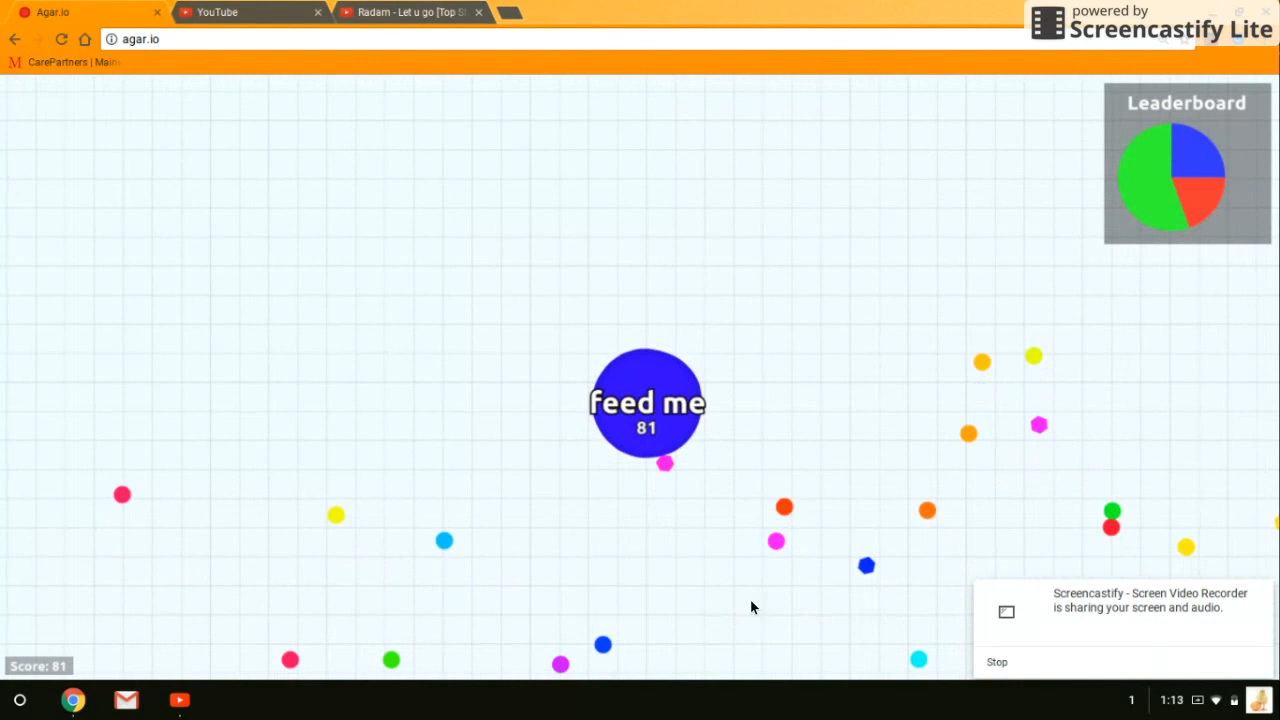 Agar.io
YouTube
Radam - Let u go [Top S
powered by
Screencastify Lite
agar.io
M CarePartners | Main
Leaderboard
feed me
81
Screencastify - Screen Video Recorder
is sharing your screen and audio.
Stop
Score: 81
1
1:13